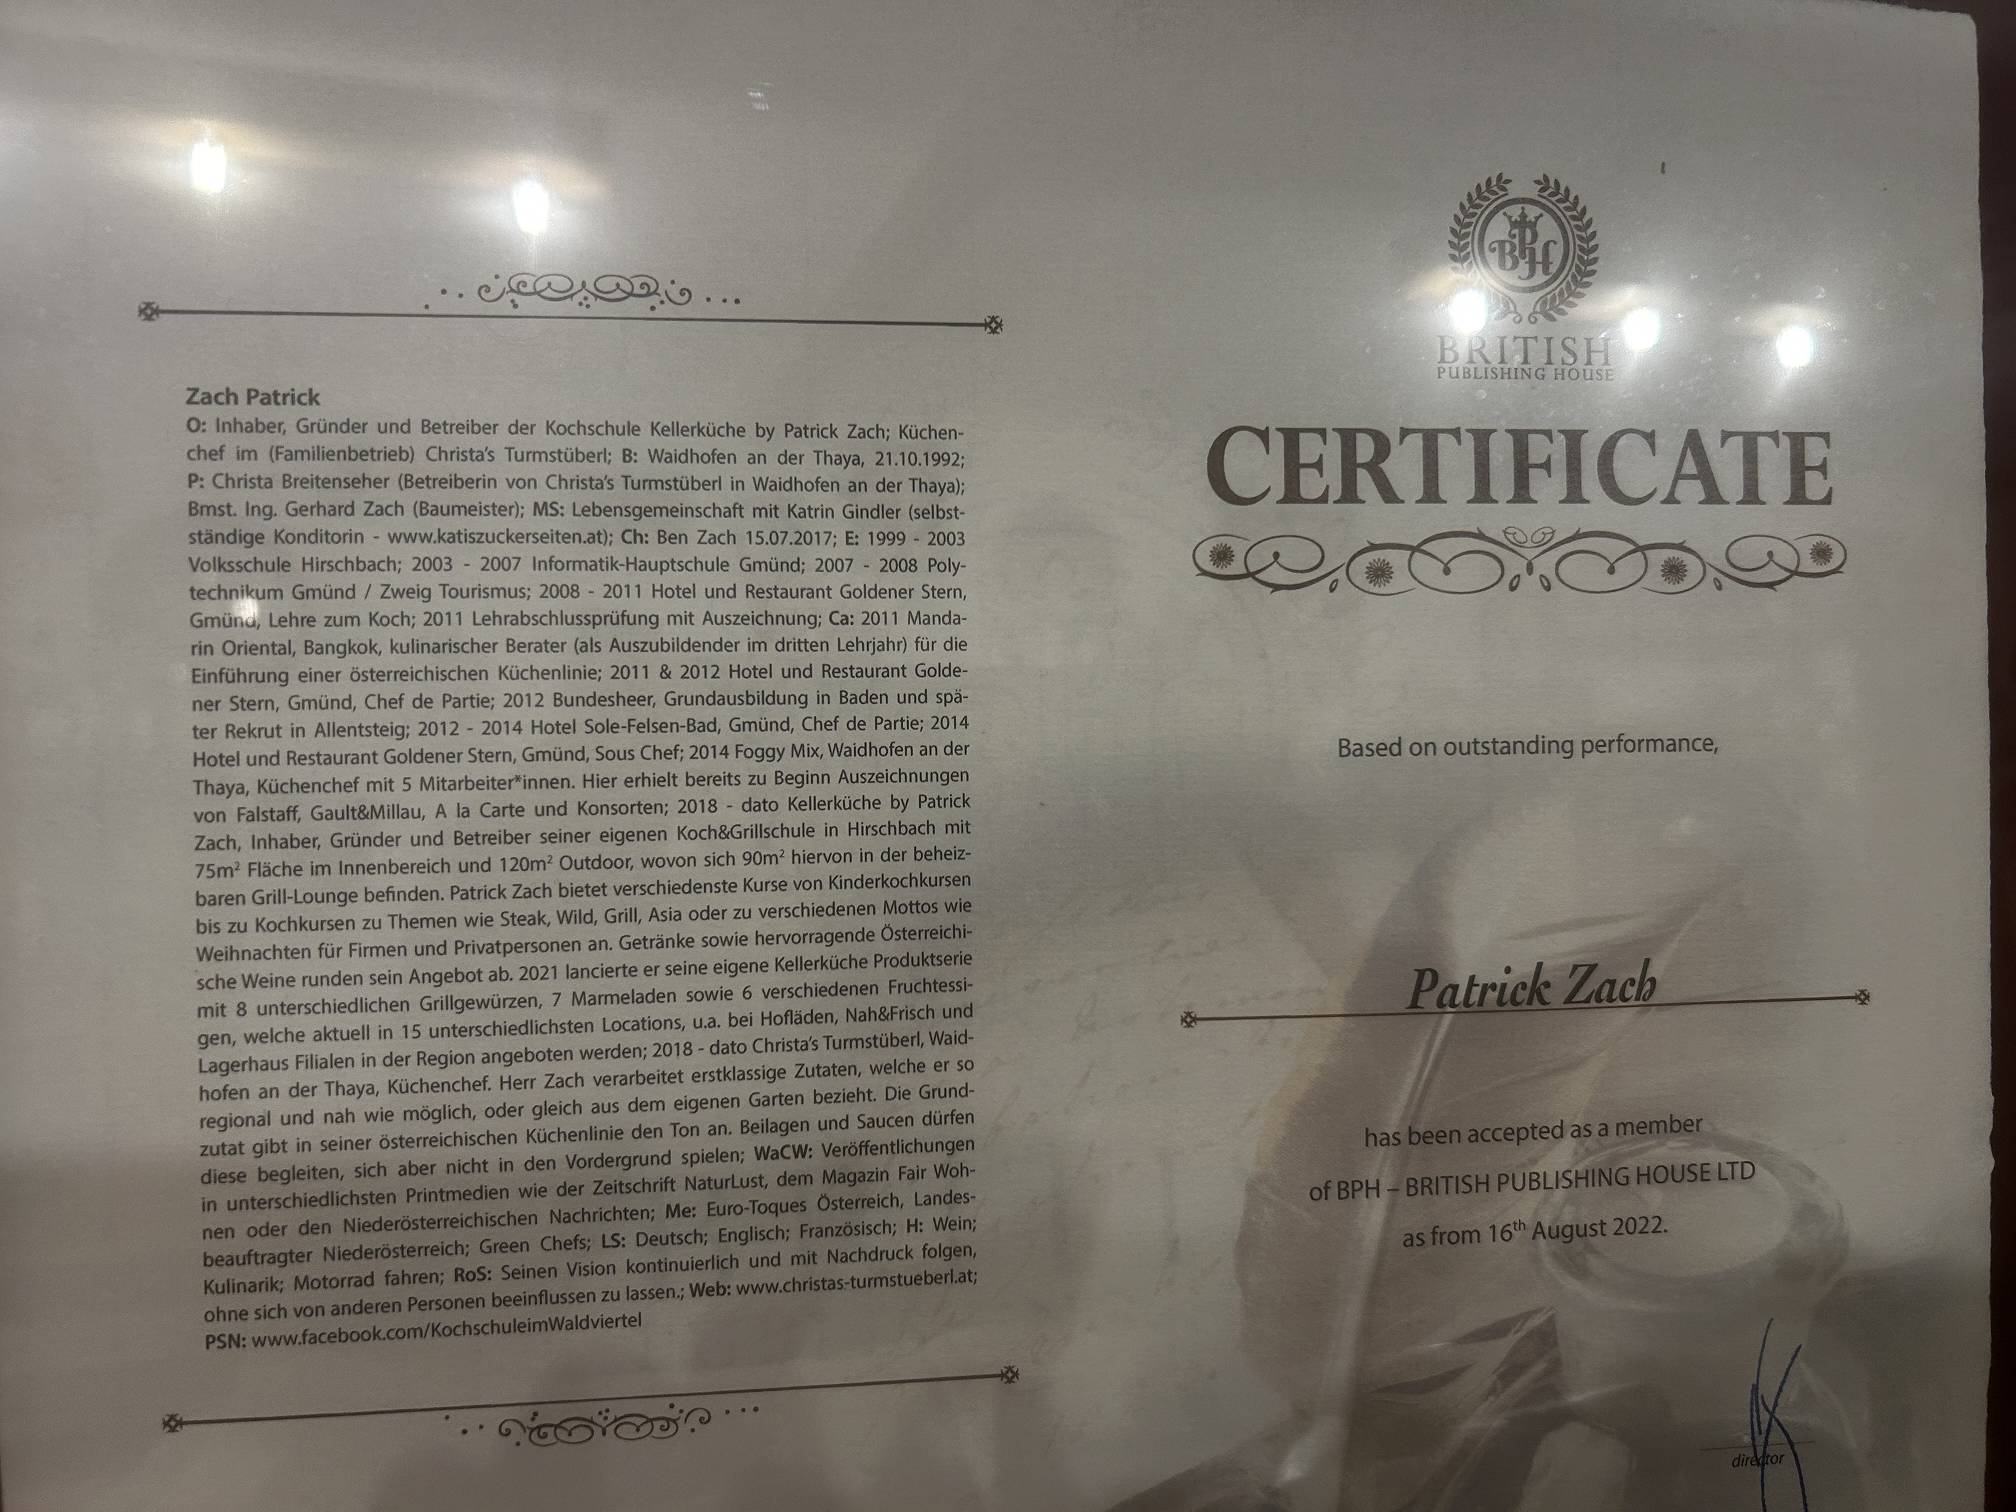 Zach Patrick
O: Inhaber, Gründer und Betreiber der Kochschule Kellerküche by Patrick Zach; Küchen-
chef im (Familienbetrieb) Christa's Turmstüberl; B: Waidhofen an der Thaya, 21.10.1992;
P: Christa Breitenseher (Betreiberin von Christa's Turmstüberl in Waidhofen an der Thaya);
Bmst. Ing. Gerhard Zach (Baumeister); MS: Lebensgemeinschaft mit Katrin Gindler (selbst-
ständige Konditorin - www.katiszuckerseiten.at); Ch: Ben Zach 15.07.2017; E: 1999 - 2003
Volksschule Hirschbach; 2003 - 2007 Informatik-Hauptschule Gmünd; 2007 - 2008 Poly-
technikum Gmünd / Zweig Tourismus; 2008 - 2011 Hotel und Restaurant Goldener Stern,
Gmünd, Lehre zum Koch; 2011 Lehrabschlussprüfung mit Auszeichnung; Ca: 2011 Manda-
rin Oriental, Bangkok, kulinarischer Berater (als Auszubildender im dritten Lehrjahr) für die
Einführung einer österreichischen Küchenlinie; 2011 & 2012 Hotel und Restaurant Golde-
ner Stern, Gmünd, Chef de Partie; 2012 Bundesheer, Grundausbildung in Baden und spä-
ter Rekrut in Allentsteig; 2012 - 2014 Hotel Sole-Felsen-Bad, Gmünd, Chef de Partie; 2014
Hotel und Restaurant Goldener Stern, Gmünd, Sous Chef; 2014 Foggy Mix, Waidhofen an der
Thaya, Küchenchef mit 5 Mitarbeiter*innen. Hier erhielt bereits zu Beginn Auszeichnungen
von Falstaff, Gault&Millau, A la Carte und Konsorten; 2018 - dato Kellerküche by Patrick
Zach, Inhaber, Gründer und Betreiber seiner eigenen Koch&Grillschule in Hirschbach mit
75m² Fläche im Innenbereich und 120m² Outdoor, wovon sich 90m² hiervon in der beheiz-
baren Grill-Lounge befinden. Patrick Zach bietet verschiedenste Kurse von Kinderkochkursen
bis zu Kochkursen zu Themen wie Steak, Wild, Grill, Asia oder zu verschiedenen Mottos wie
Weihnachten für Firmen und Privatpersonen an. Getränke sowie hervorragende Österreichi-
sche Weine runden sein Angebot ab. 2021 lancierte er seine eigene Kellerküche Produktserie
mit 8 unterschiedlichen Grillgewürzen, 7 Marmeladen sowie 6 verschiedenen Fruchtessi-
gen, welche aktuell in 15 unterschiedlichsten Locations, u.a. bei Hofläden, Nah&Frisch und
Lagerhaus Filialen in der Region angeboten werden; 2018 - dato Christa's Turmstüberl, Waid-
hofen an der Thaya, Küchenchef. Herr Zach verarbeitet erstklassige Zutaten, welche er so
regional und nah wie möglich, oder gleich aus dem eigenen Garten bezieht. Die Grund-
zutat gibt in seiner österreichischen Küchenlinie den Ton an. Beilagen und Saucen dürfen
diese begleiten, sich aber nicht in den Vordergrund spielen; WaCW: Veröffentlichungen
in unterschiedlichsten Printmedien wie der Zeitschrift NaturLust, dem Magazin Fair Woh-
nen oder den Niederösterreichischen Nachrichten; Me: Euro-Toques Österreich, Landes-
beauftragter Niederösterreich; Green Chefs; LS: Deutsch; Englisch; Französisch; H: Wein;
Kulinarik; Motorrad fahren; RoS: Seinen Vision kontinuierlich und mit Nachdruck folgen,
ohne sich von anderen Personen beeinflussen zu lassen.; Web: www.christas-turmstueberl.at;
PSN: www.facebook.com/KochschuleimWaldviertel
BPH
BRITISH
PUBLISHING HOUSE
CERTIFICATE
Based on outstanding performance,
Patrick Zach
has been accepted as a member
of BPH – BRITISH PUBLISHING HOUSE LTD
as from 16th August 2022.
director